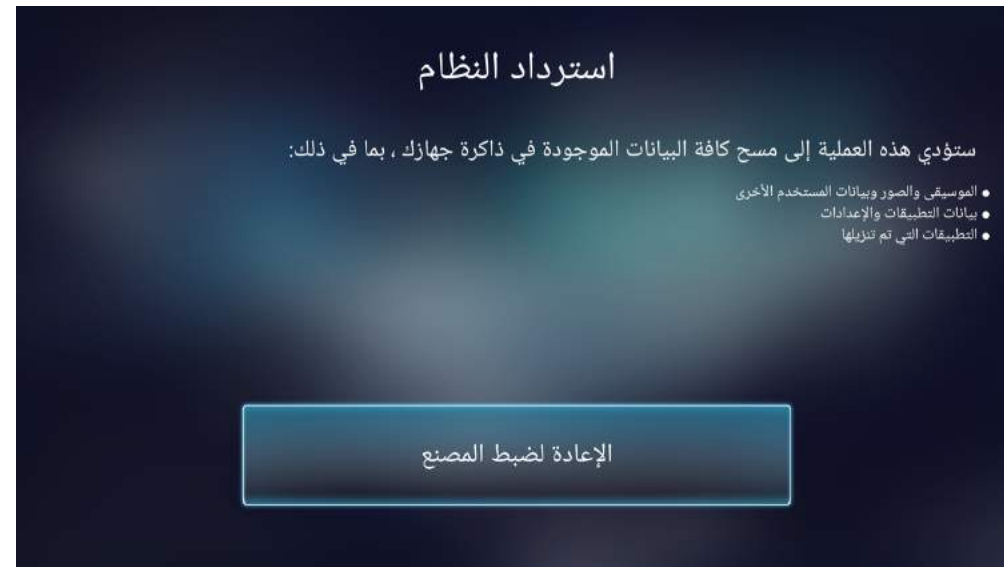 استرداد النظام
ستؤدي هذه العملية إلى مسح كافة البيانات الموجودة في ذاكرة جهازك ، بما في ذلك:
● الموسيقى والصور وبيانات المستخدم الأخرى
● بيانات التطبيقات والإعدادات
● التطبيقات التي تم تنزيلها
الإعادة لضبط المصنع